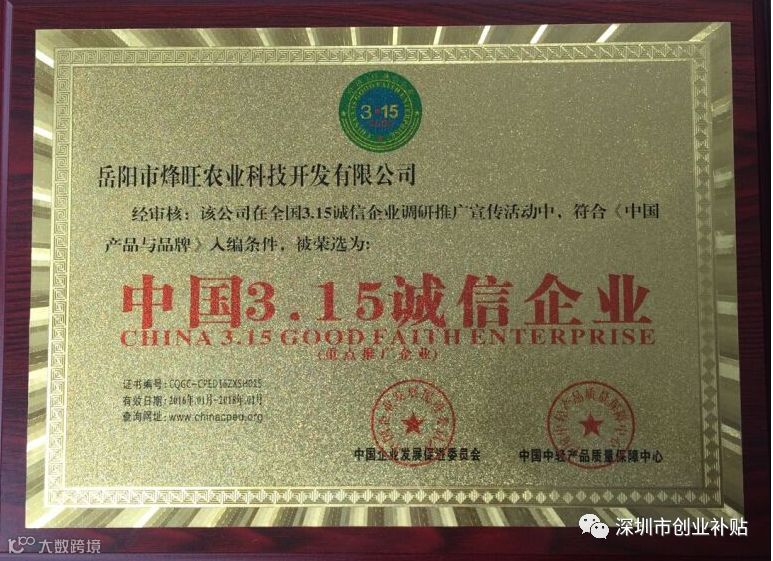 3·15
岳阳市烽旺农业科技开发有限公司
经审核：该公司在全国3.15诚信企业调研推广宣传活动中，符合《中国
产品与品牌》入编条件，被荣选为：
中国3.15诚信企业
CHINA 3.15 GOOD FAITH ENTERPRISE
(重点推广企业)
证书编号：CQGC-CPED16ZXSH015
有效日期：2016年.01月-2018年.01月
查询网址：www.chinacpeu.org
中国企业发展促进委员会
中国中经产品质量保障中心
深圳市创业补贴
大数跨境